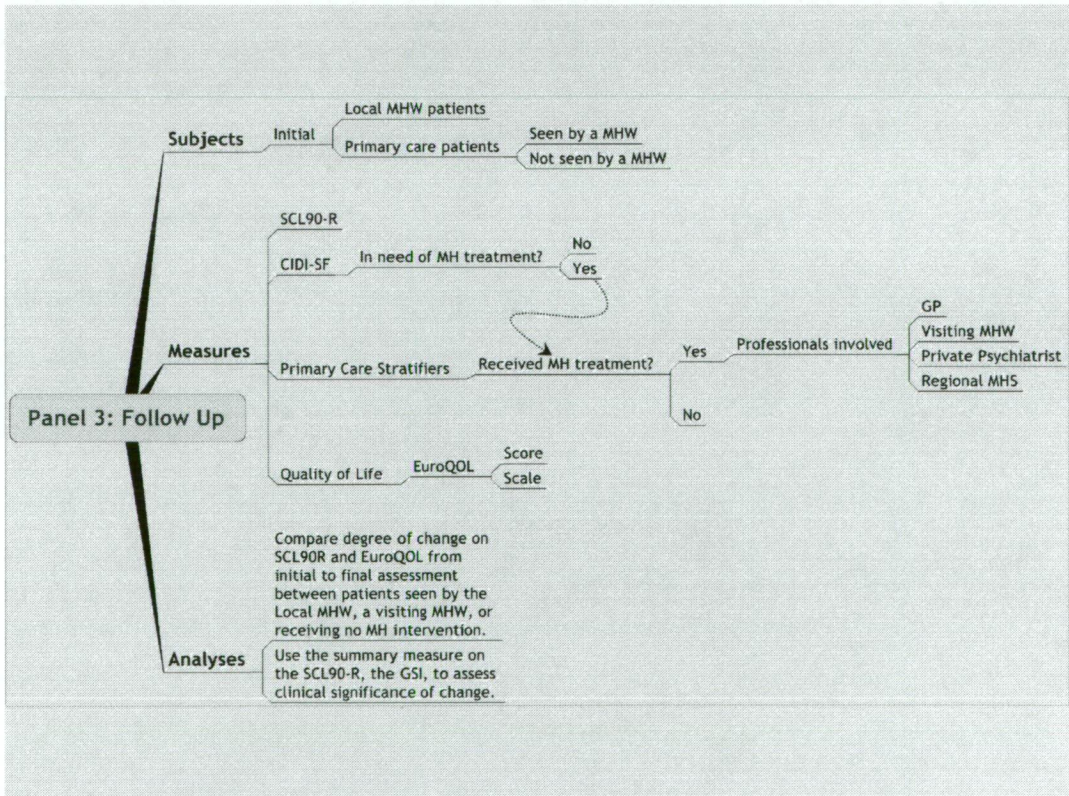 Panel 3: Follow Up
Subjects
Initial
Local MHW patients
Primary care patients
Seen by a MHW
Not seen by a MHW
Measures
SCL90-R
CIDI-SF
In need of MH treatment?
No
Yes
Primary Care Stratifiers
Received MH treatment?
Yes
Professionals involved
GP
Visiting MHW
Private Psychiatrist
Regional MHS
No
Quality of Life
EuroQOL
Score
Scale
Analyses
Compare degree of change on
SCL90R and EuroQOL from
initial to final assessment
between patients seen by the
Local MHW, a visiting MHW, or
receiving no MH intervention.
Use the summary measure on
the SCL90-R, the GSI, to assess
clinical significance of change.